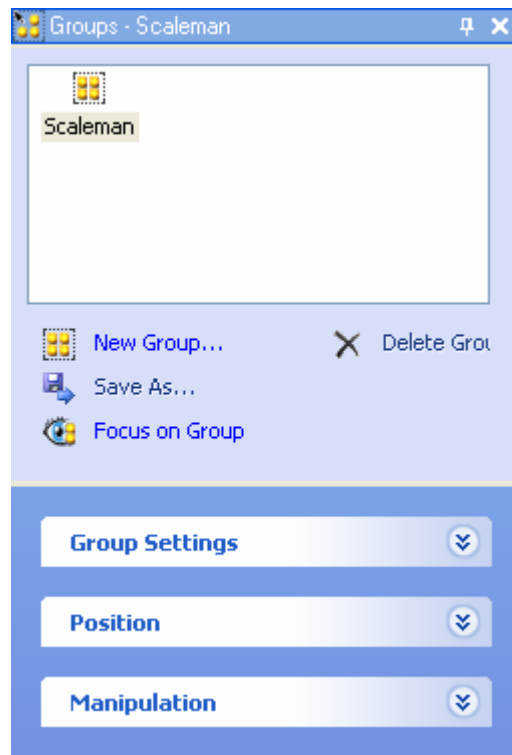 Groups - Scaleman
Scaleman
New Group...
Delete Grou
Save As...
Focus on Group
Group Settings
Position
Manipulation